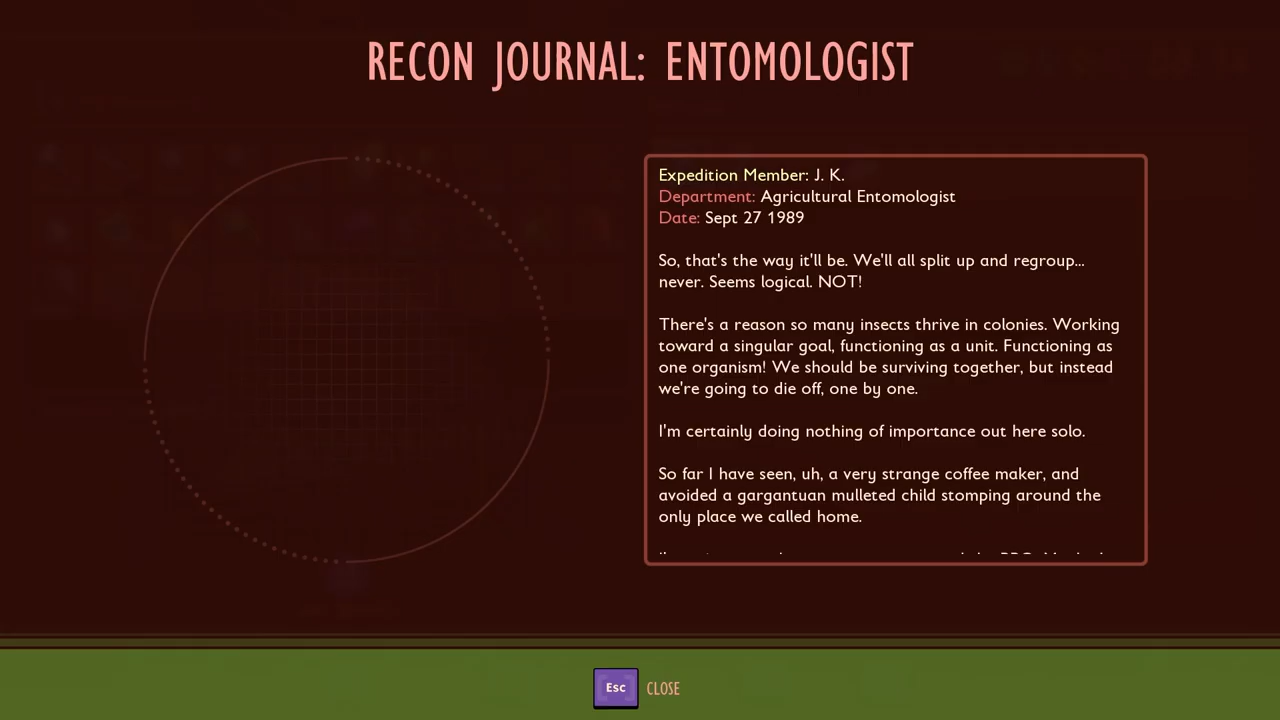 RECON JOURNAL: ENTOMOLOGIST
Expedition Member: J. K.
Department: Agricultural Entomologist
Date: Sept 27 1989
So, that's the way it'll be. We'll all split up and regroup...
never. Seems logical. NOT!
There's a reason so many insects thrive in colonies. Working
toward a singular goal, functioning as a unit. Functioning as
one organism! We should be surviving together, but instead
we're going to die off, one by one.
I'm certainly doing nothing of importance out here solo.
So far I have seen, uh, a very strange coffee maker, and
avoided a gargantuan mulleted child stomping around the
only place we called home.
Esc CLOSE